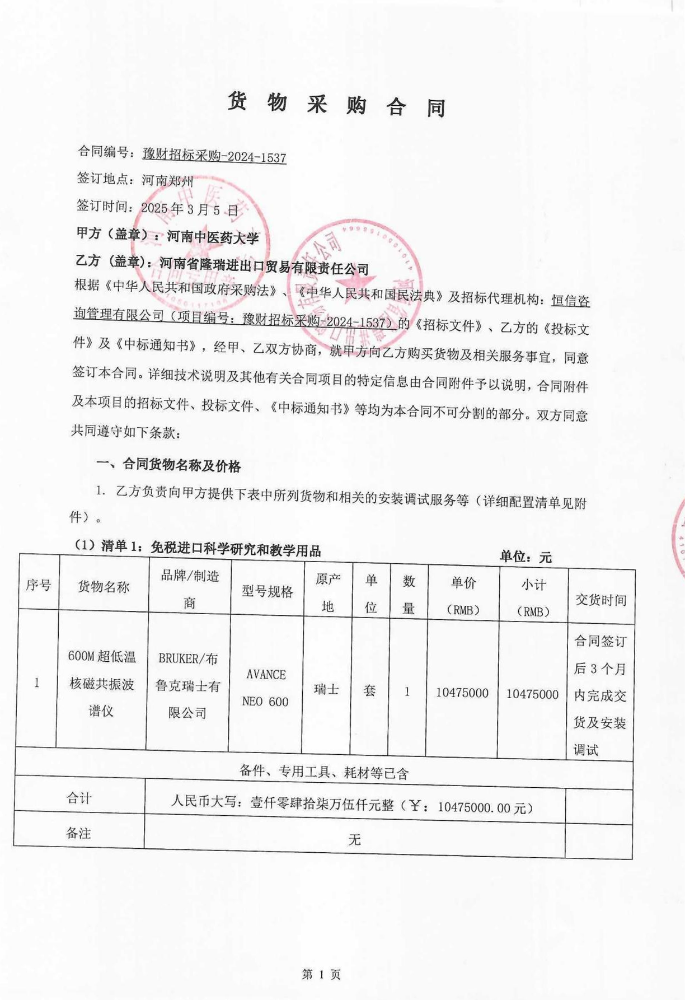 货物采购合同
合同编号：豫财招标采购-2024-1537
签订地点：河南郑州
签订时间：2025年3月5日
甲方（盖章）：河南中医药大学
乙方（盖章）：河南省隆瑞进出口贸易有限责任公司
根据《中华人民共和国政府采购法》、《中华人民共和国民法典》及招标代理机构：恒信咨
询管理有限公司（项目编号：豫财招标采购-2024-1537）的《招标文件》、乙方的《投标文
件》及《中标通知书》，经甲、乙双方协商，就甲方向乙方购买货物及相关服务事宜，同意
签订本合同。详细技术说明及其他有关合同项目的特定信息由合同附件予以说明，合同附件
及本项目的招标文件、投标文件、《中标通知书》等均为本合同不可分割的部分。双方同意
共同遵守如下条款：
一、合同货物名称及价格
1. 乙方负责向甲方提供下表中所列货物和相关的安装调试服务等（详细配置清单见附
件）。
（1）清单1：免税进口科学研究和教学用品 单位：元
序号 货物名称 品牌/制造商 型号规格 原产地 单位 数量 单价（RMB） 小计（RMB） 交货时间
1 600M超低温核磁共振波谱仪 BRUKER/布鲁克瑞士有限公司 AVANCE NEO 600 瑞士 套 1 10475000 10475000 合同签订后3个月内完成交货及安装调试
备件、专用工具、耗材等已含
合计 人民币大写：壹仟零肆拾柒万伍仟元整（￥：10475000.00元）
备注 无
第 1 页